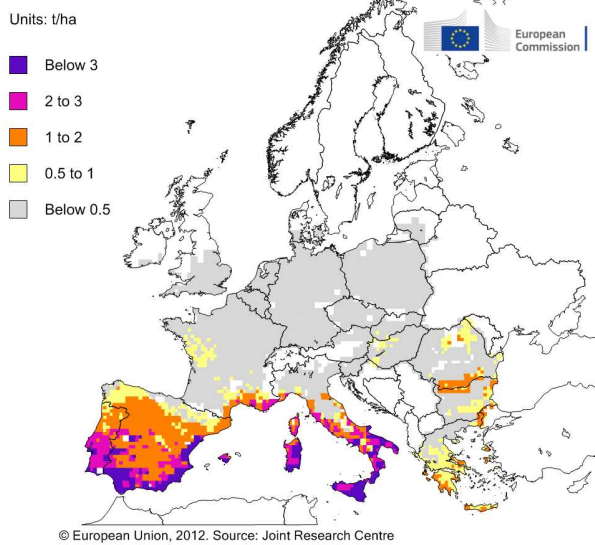 Units: t/ha
European
Commission
Below 3
2 to 3
1 to 2
0.5 to 1
Below 0.5
© European Union, 2012. Source: Joint Research Centre